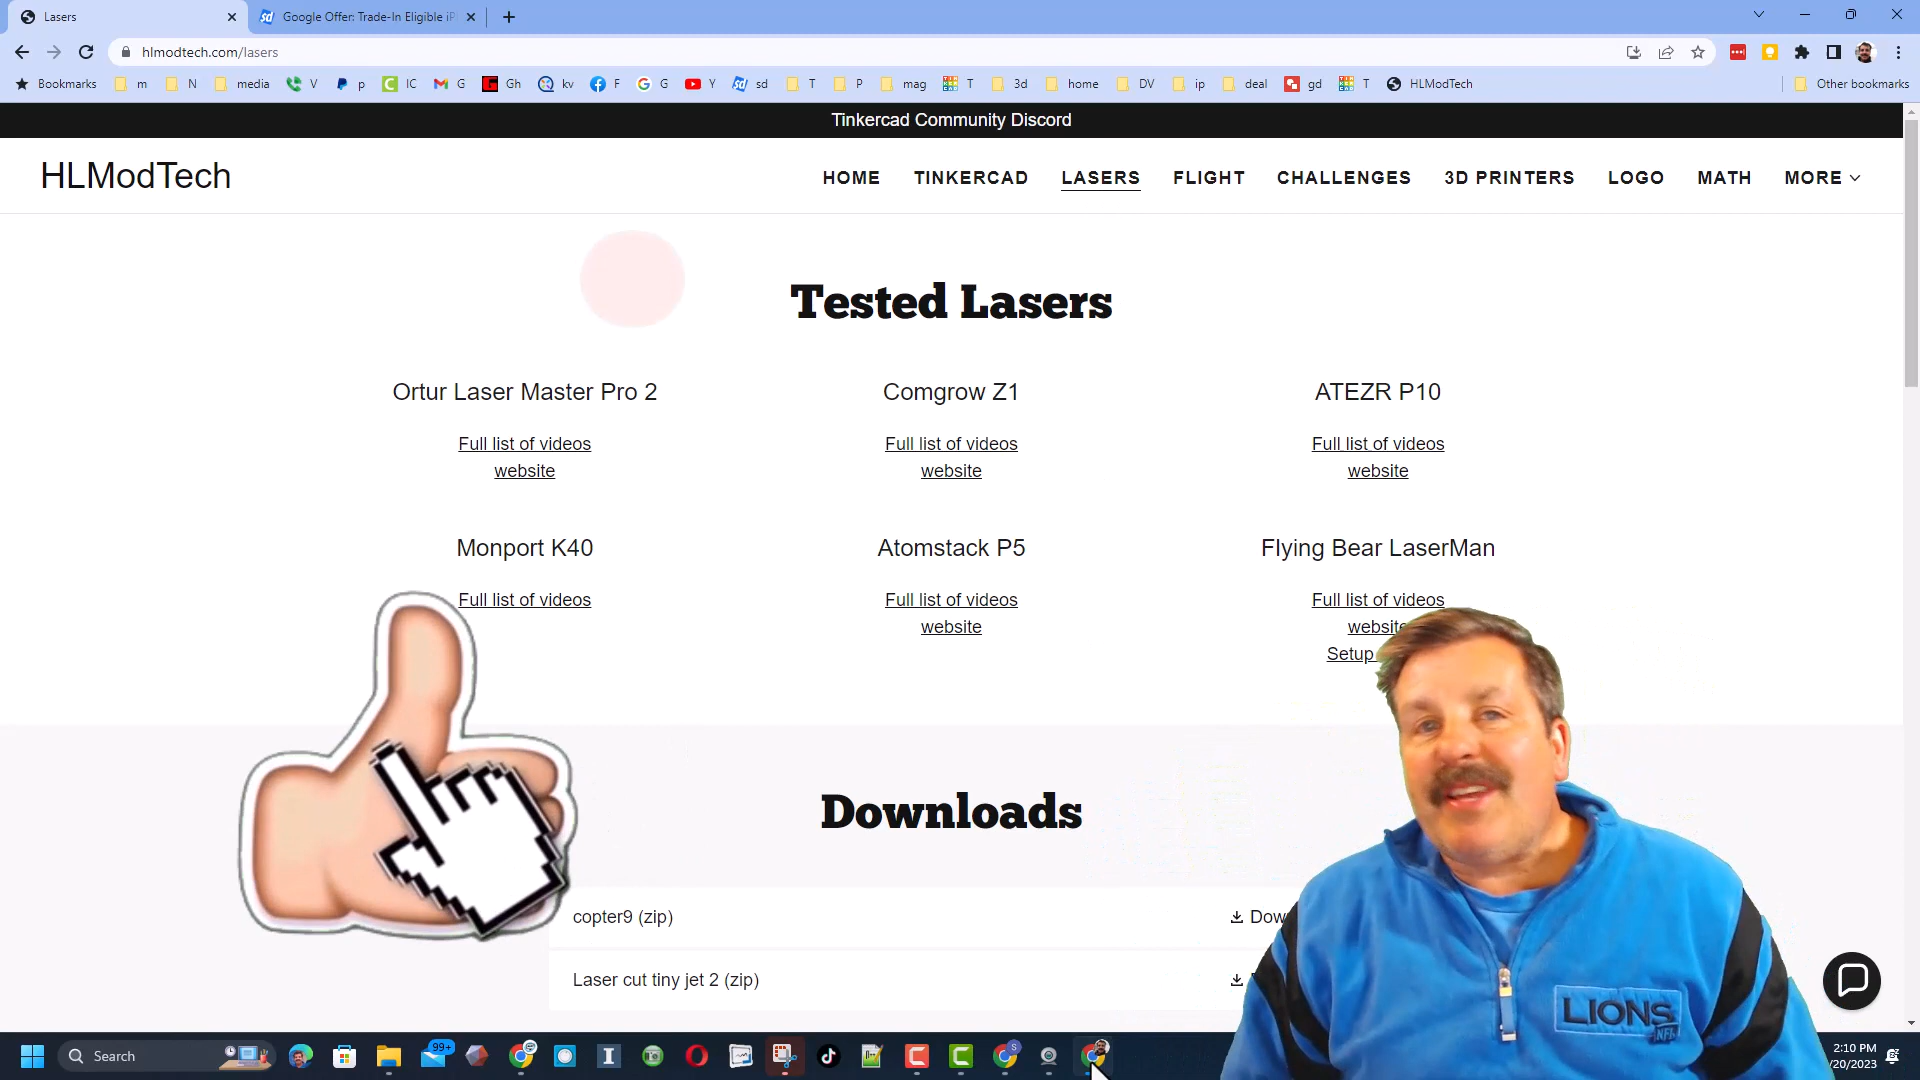 Lasers
Google Offer: Trade-In Eligible iP
hlmodtech.com/lasers
Bookmarks m N media V p IC G Gh kv F G Y sd T P mag T 3d home DV ip deal gd T HLModTech Other bookmarks
Tinkercad Community Discord
HLModTech
HOME TINKERCAD LASERS FLIGHT CHALLENGES 3D PRINTERS LOGO MATH MORE
Tested Lasers
Ortur Laser Master Pro 2 Comgrow Z1 ATEZR P10
Full list of videos Full list of videos Full list of videos
website website website
Monport K40 Atomstack P5 Flying Bear LaserMan
Full list of videos Full list of videos Full list of videos
website website
Setup
Downloads
copter9 (zip)
Laser cut tiny jet 2 (zip)
LIONS
NFL
Search
99+
2:10 PM
/20/2023